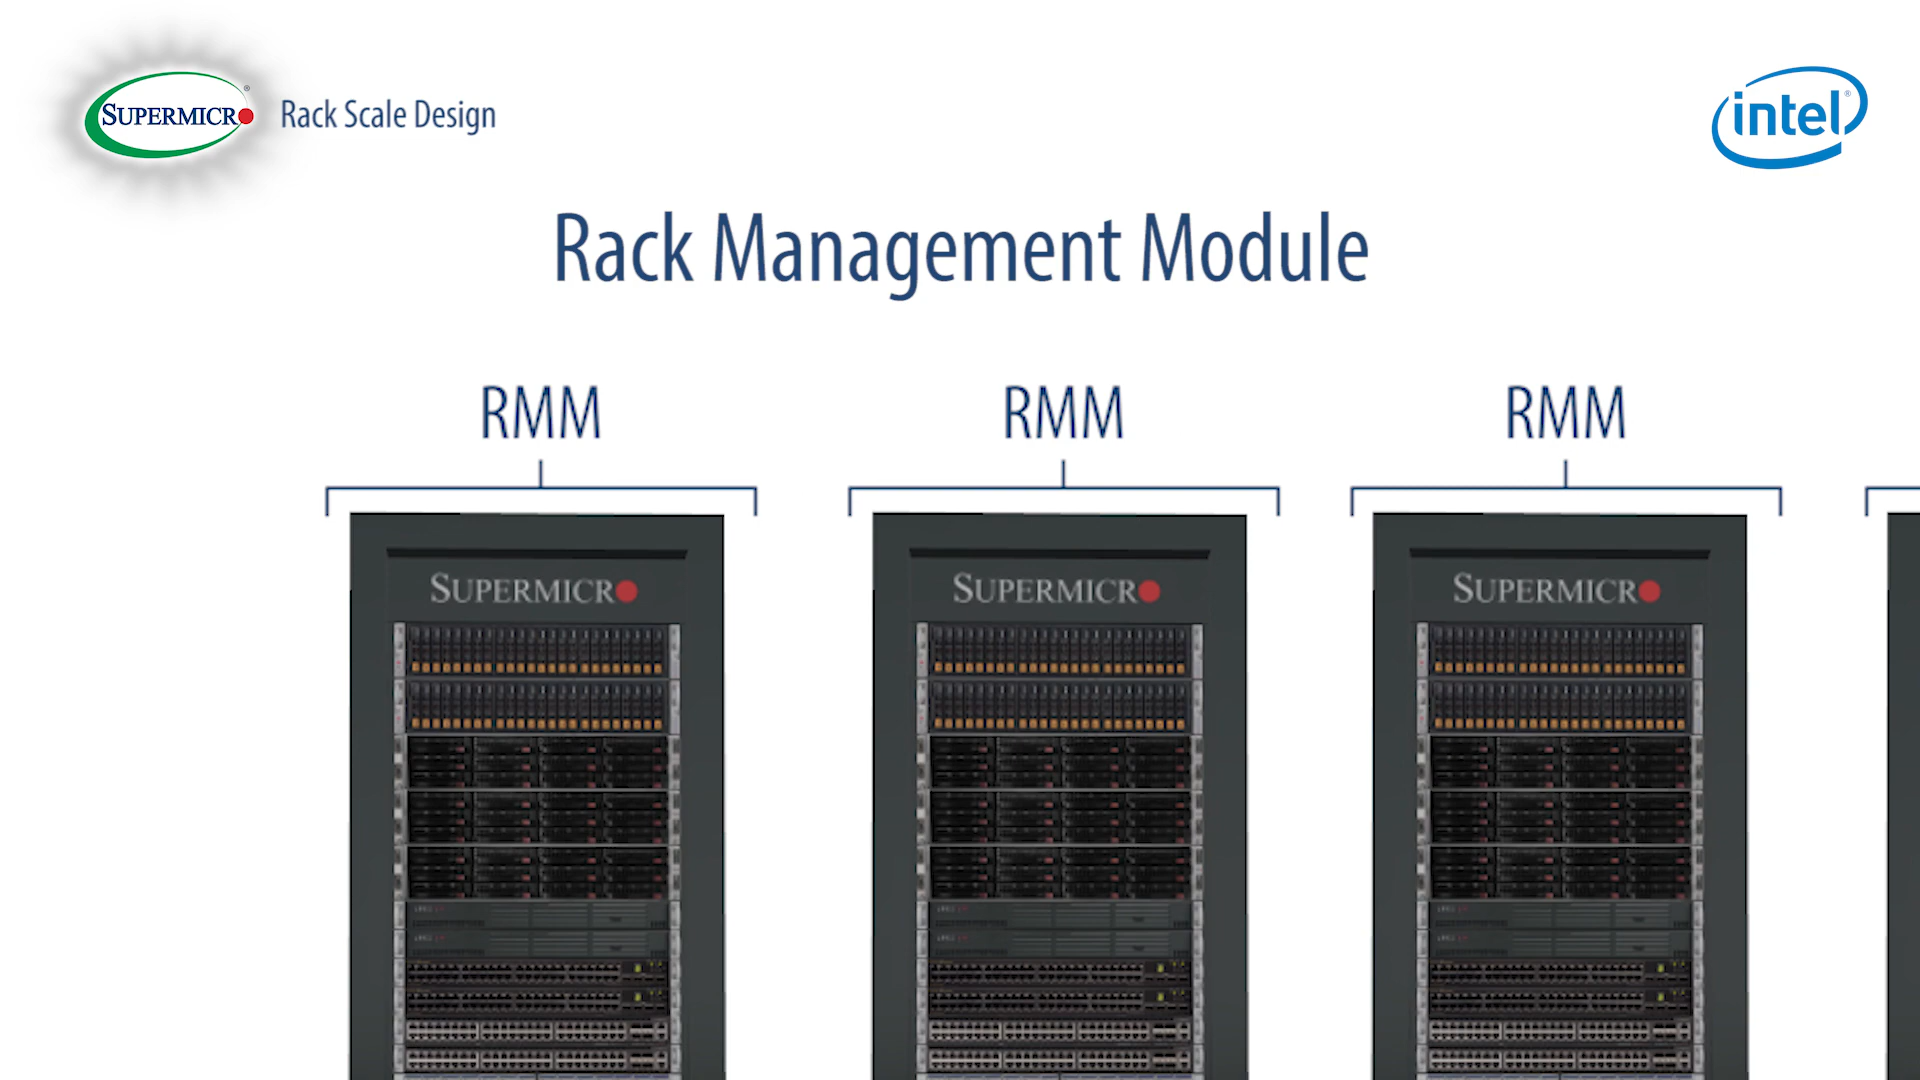 SUPERMICR® Rack Scale Design
intel®
Rack Management Module
RMM RMM RMM
SUPERMICR SUPERMICR SUPERMICR